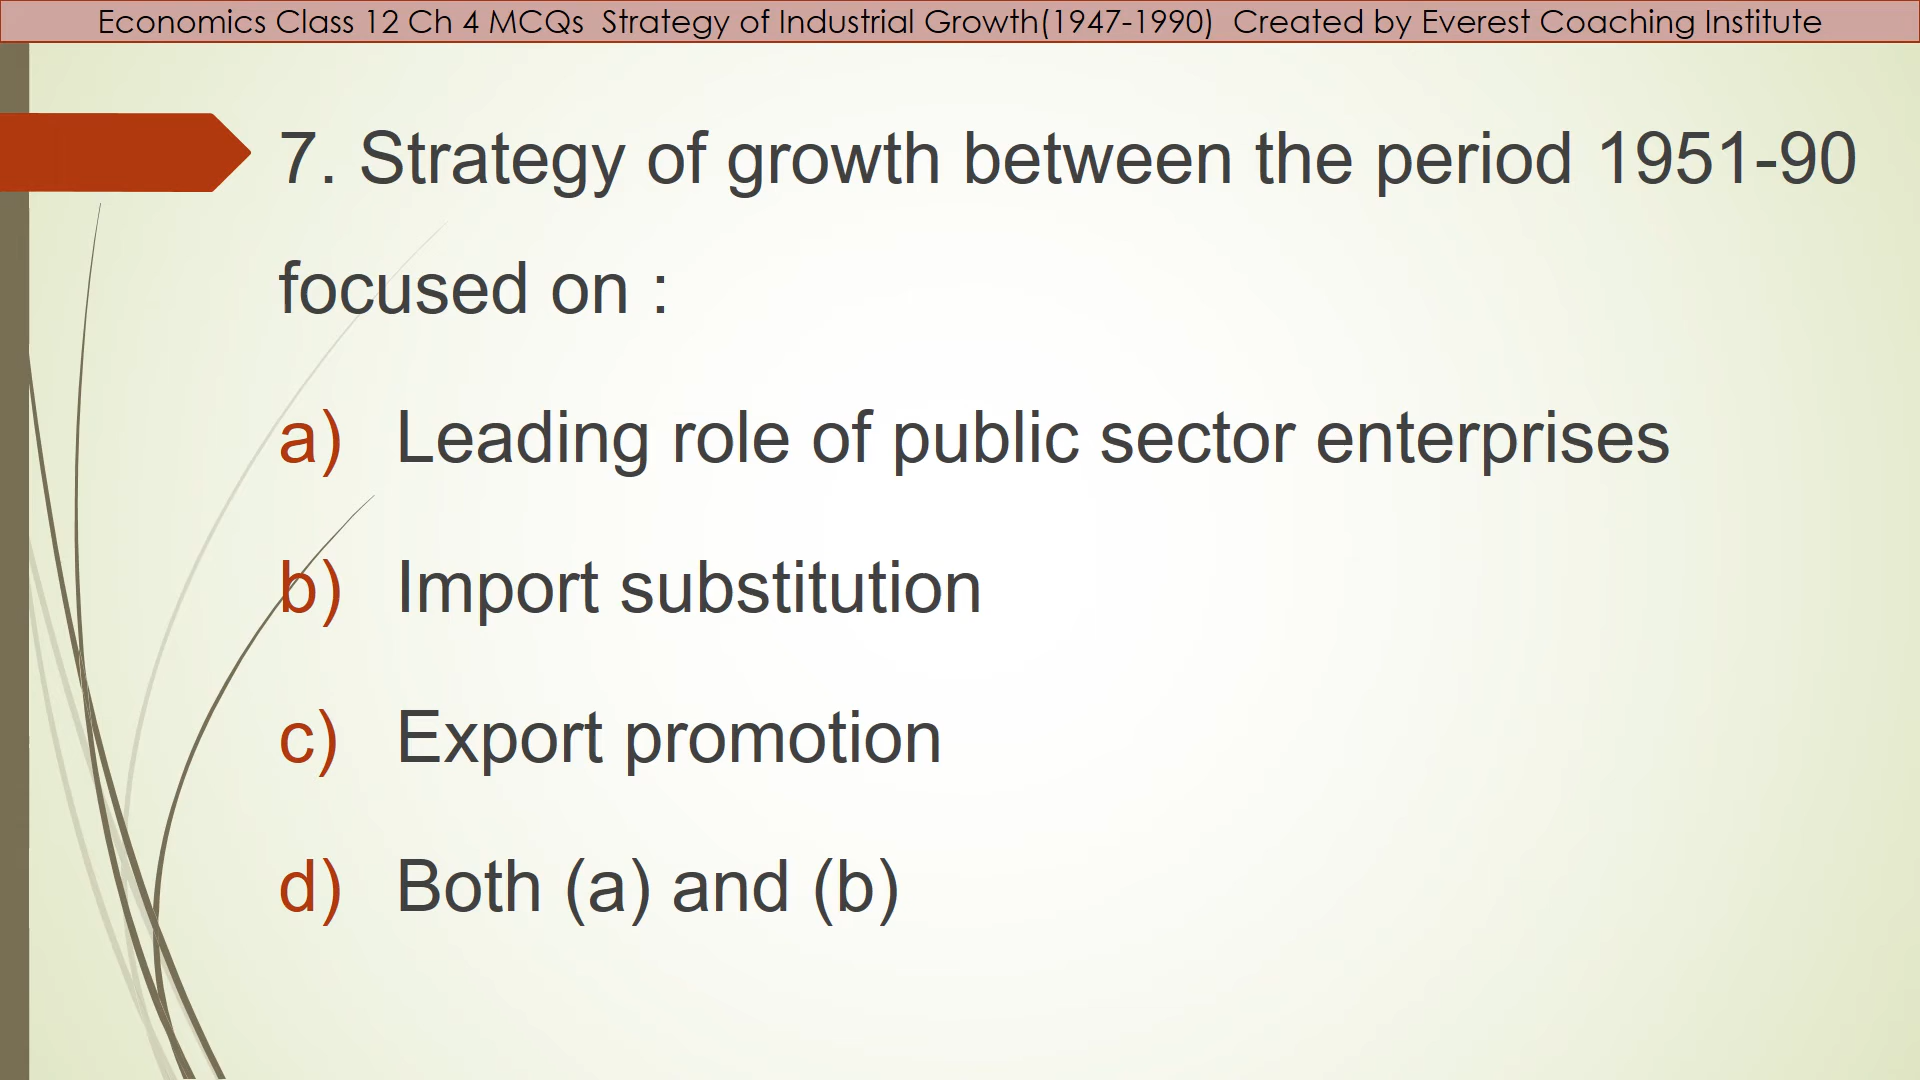 Economics Class 12 Ch 4 MCQs  Strategy of Industrial Growth(1947-1990)  Created by Everest Coaching Institute
7. Strategy of growth between the period 1951-90
focused on :
a) Leading role of public sector enterprises
b) Import substitution
c) Export promotion
d) Both (a) and (b)